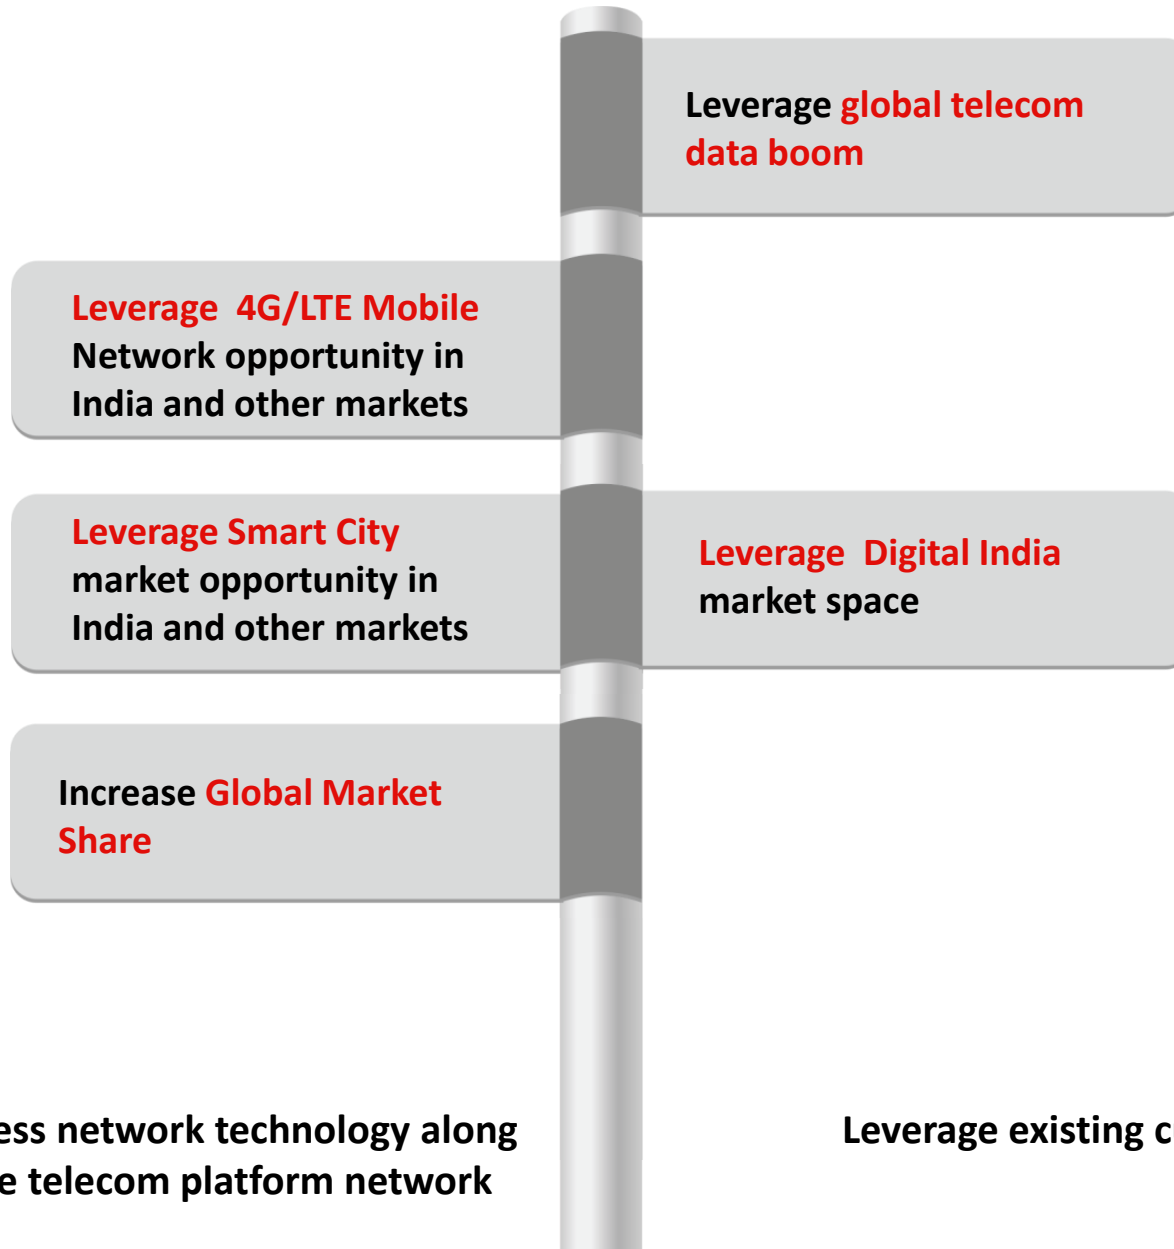 Leverage global telecom
data boom
Leverage 4G/LTE Mobile
Network opportunity in
India and other markets
Leverage Smart City
market opportunity in
India and other markets
Leverage Digital India
market space
Increase Global Market
Share
network technology along
telecom platform network
Leverage existing